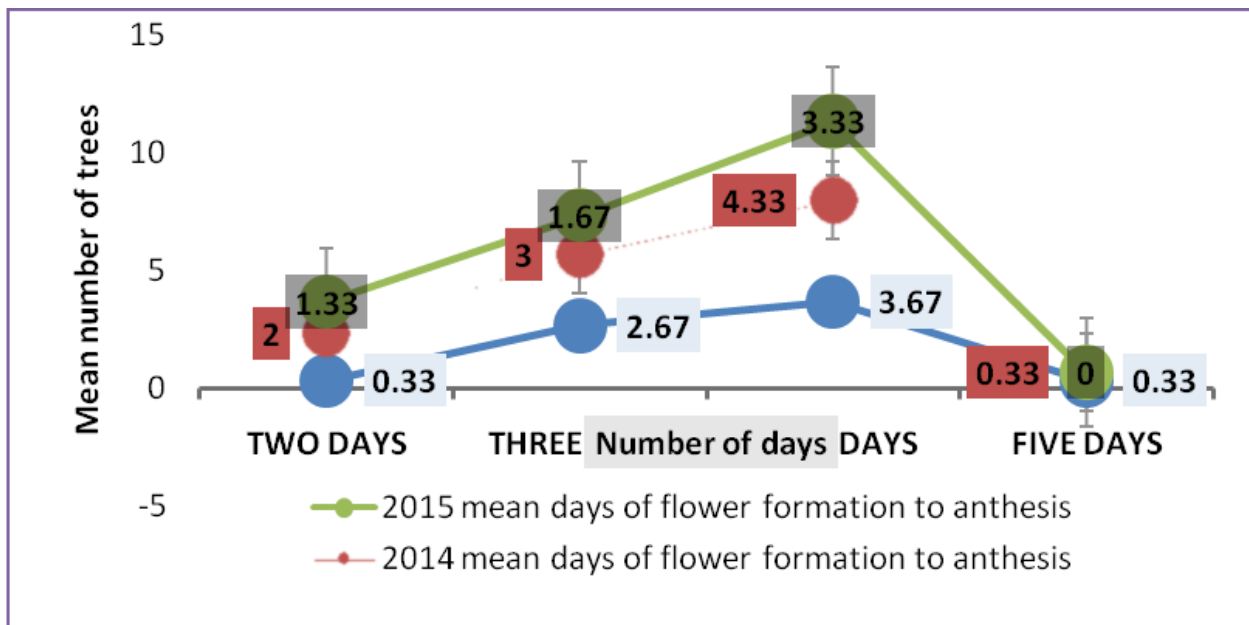 15
Mean number of trees
10
5
0
-5
3.33
4.33
1.67
3
1.33
2
2.67
3.67
0.33
0.33
0
0.33
TWO DAYS
THREE
Number of days
DAYS
FIVE DAYS
2015 mean days of flower formation to anthesis
2014 mean days of flower formation to anthesis